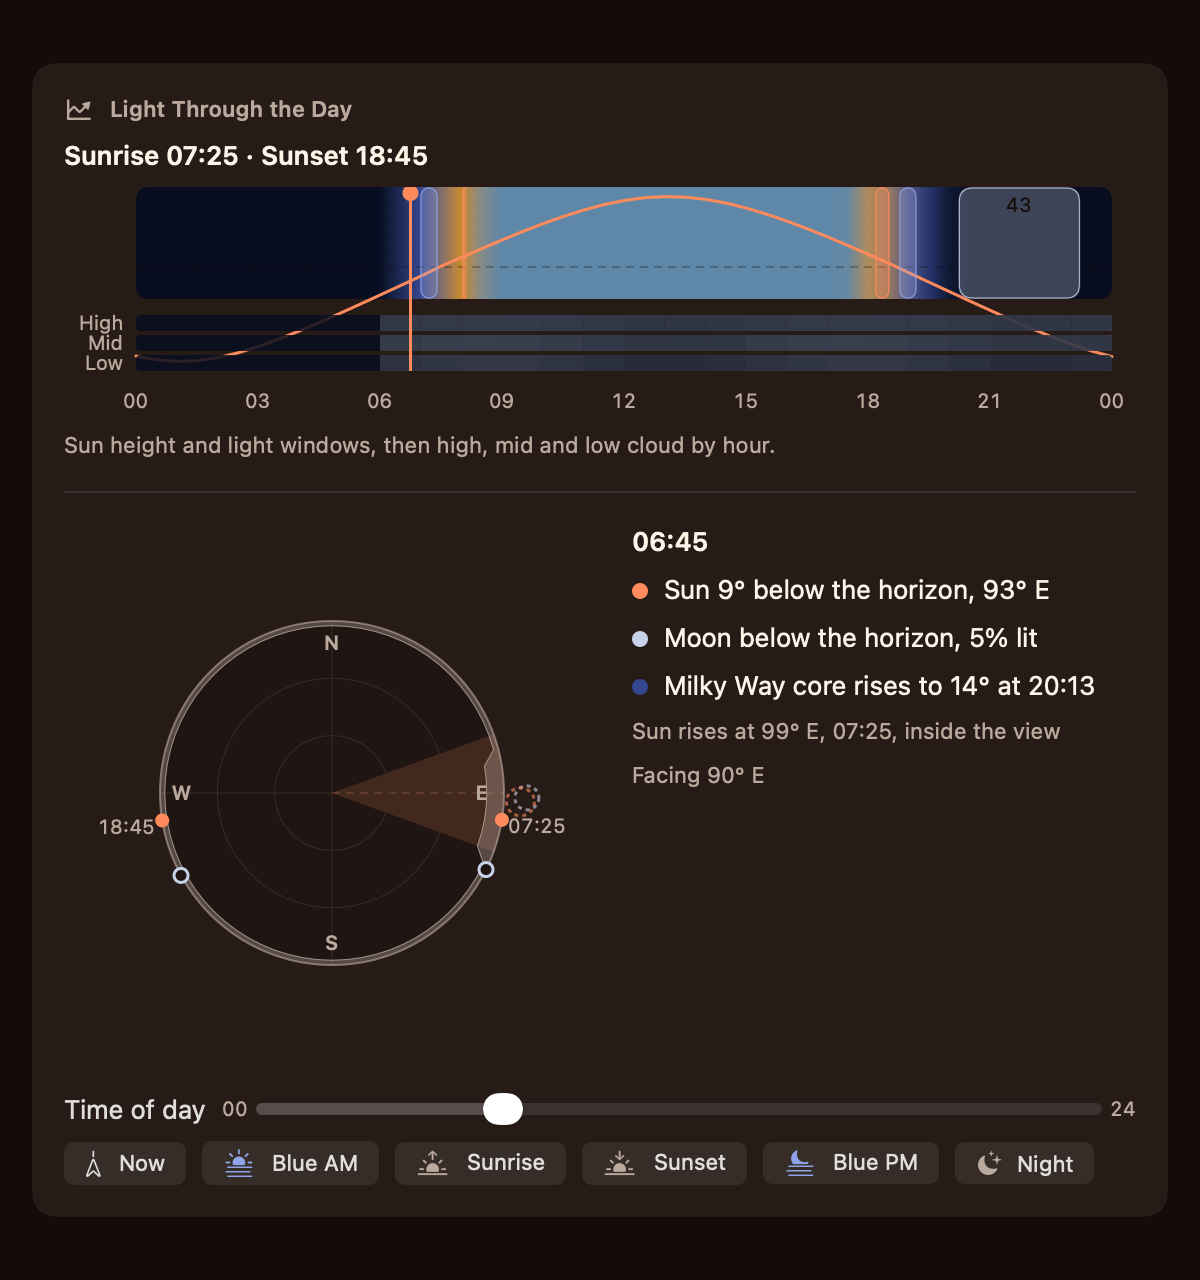 Light Through the Day
Sunrise 07:25 · Sunset 18:45
43
High
Mid
Low
00 03 06 09 12 15 18 21 00
Sun height and light windows, then high, mid and low cloud by hour.
06:45
Sun 9° below the horizon, 93° E
Moon below the horizon, 5% lit
Milky Way core rises to 14° at 20:13
Sun rises at 99° E, 07:25, inside the view
Facing 90° E
N
W E
18:45 07:25
S
Time of day 00 24
Now Blue AM Sunrise Sunset Blue PM Night